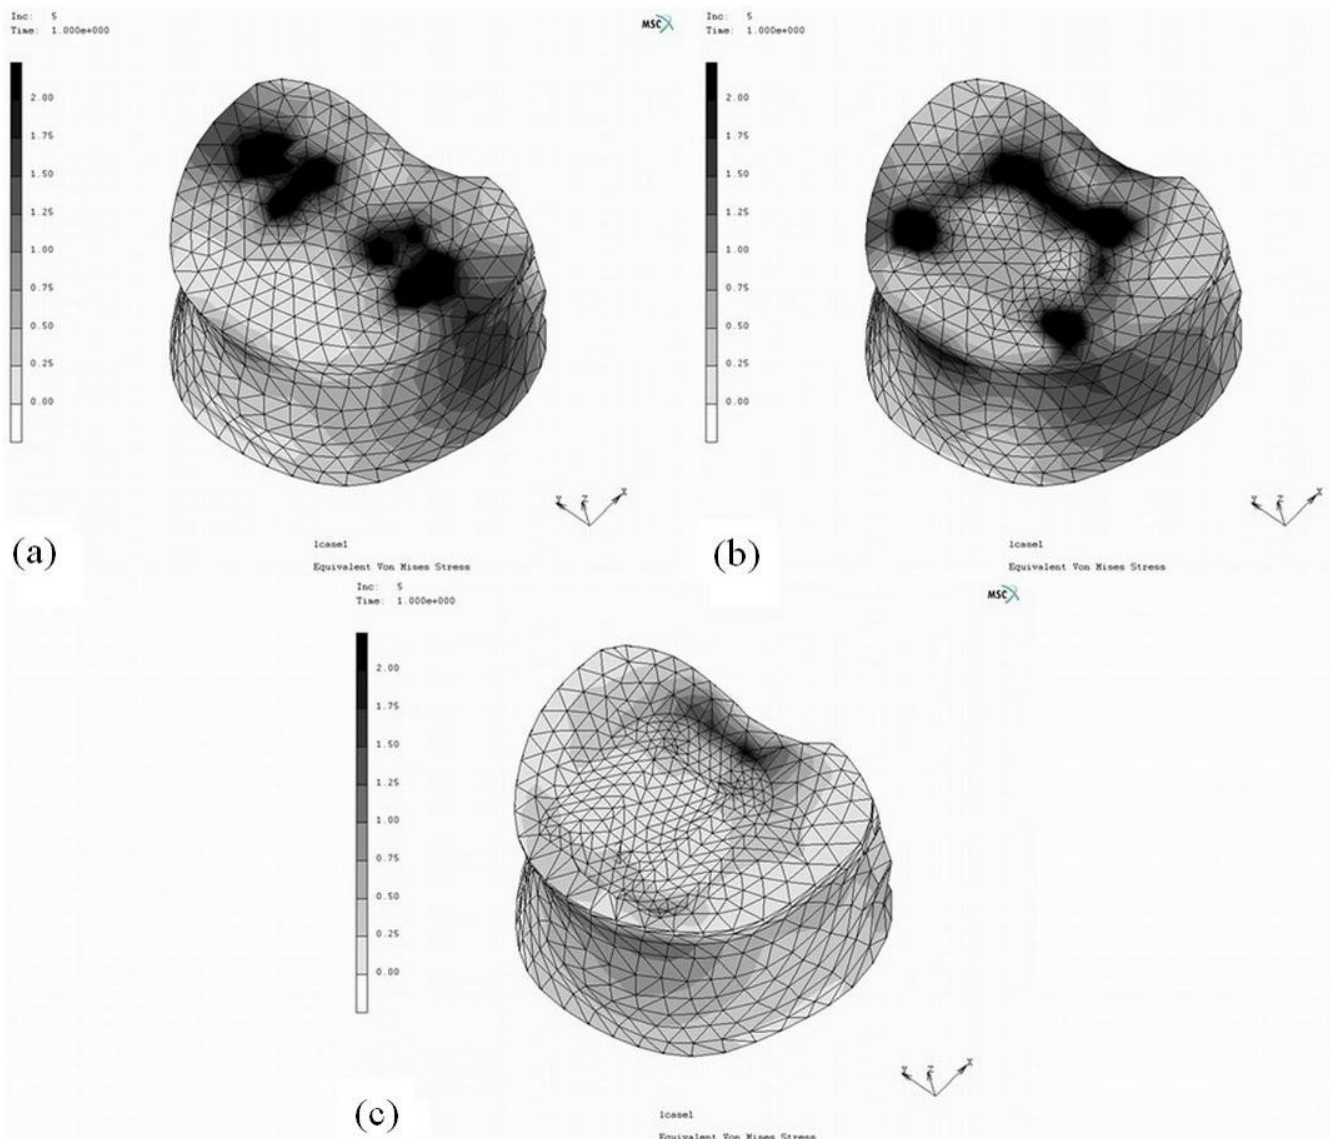 Inc: 5
Time: 1.000e+000
MSC
2.00
1.75
1.50
1.25
1.00
0.75
0.50
0.25
0.00
Y Z X
lcase1
Equivalent Von Mises Stress
(a)
Inc: 5
Time: 1.000e+000
2.00
1.75
1.50
1.25
1.00
0.75
0.50
0.25
0.00
Y Z X
lcase1
Equivalent Von Mises Stress
(b)
Inc: 5
Time: 1.000e+000
MSC
2.00
1.75
1.50
1.25
1.00
0.75
0.50
0.25
0.00
Y Z X
lcase1
Equivalent Von Mises Stress
(c)